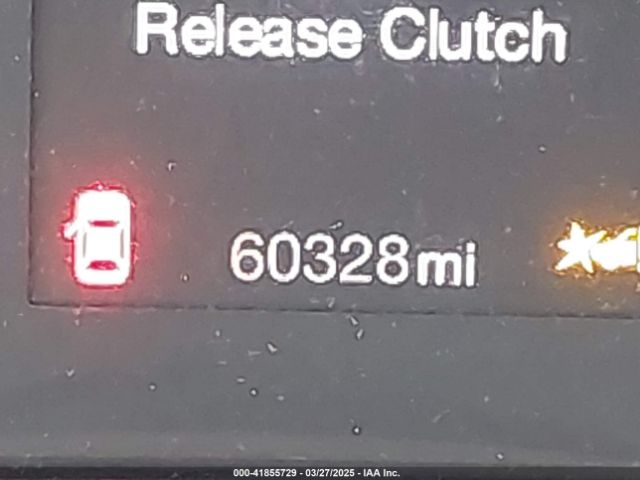 Release Clutch
60328mi
000-41855729 - 03/27/2025 - IAA Inc.